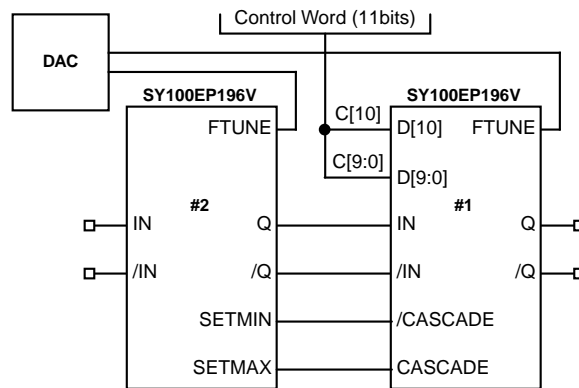 Control Word (11bits)
DAC
SY100EP196V
SY100EP196V
C[10]
FTUNE
D[10]
FTUNE
C[9:0]
D[9:0]
#2
#1
IN
Q
IN
Q
/IN
/Q
/IN
/Q
SETMIN
/CASCADE
SETMAX
CASCADE